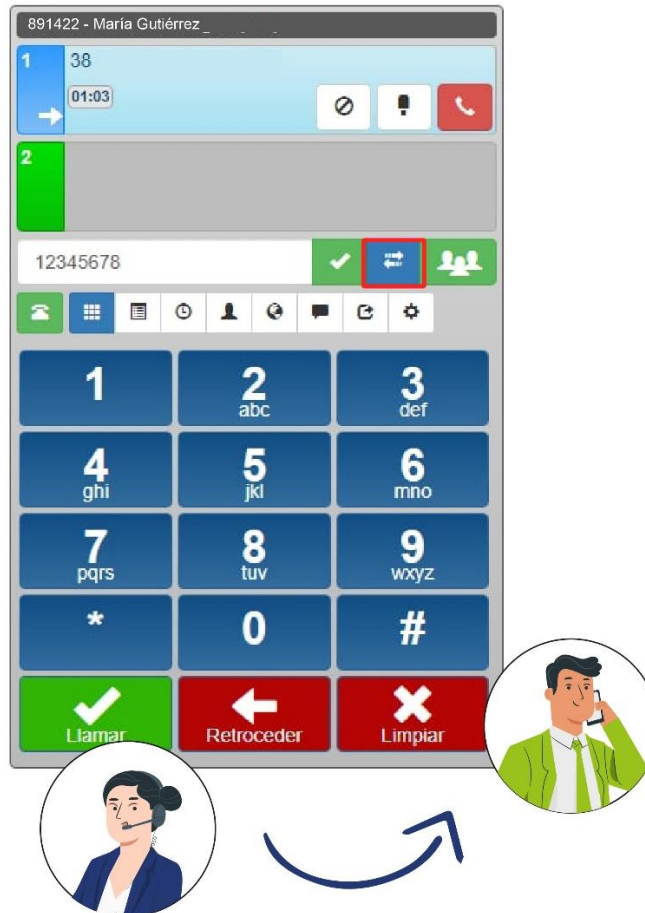 891422 - María Gutiérrez
1
38
01:03
2
12345678
1
2
abc
3
def
4
ghi
5
jkl
6
mno
7
pqrs
8
tuv
9
wxyz
*
0
#
Llamar
Retroceder
Limpiar